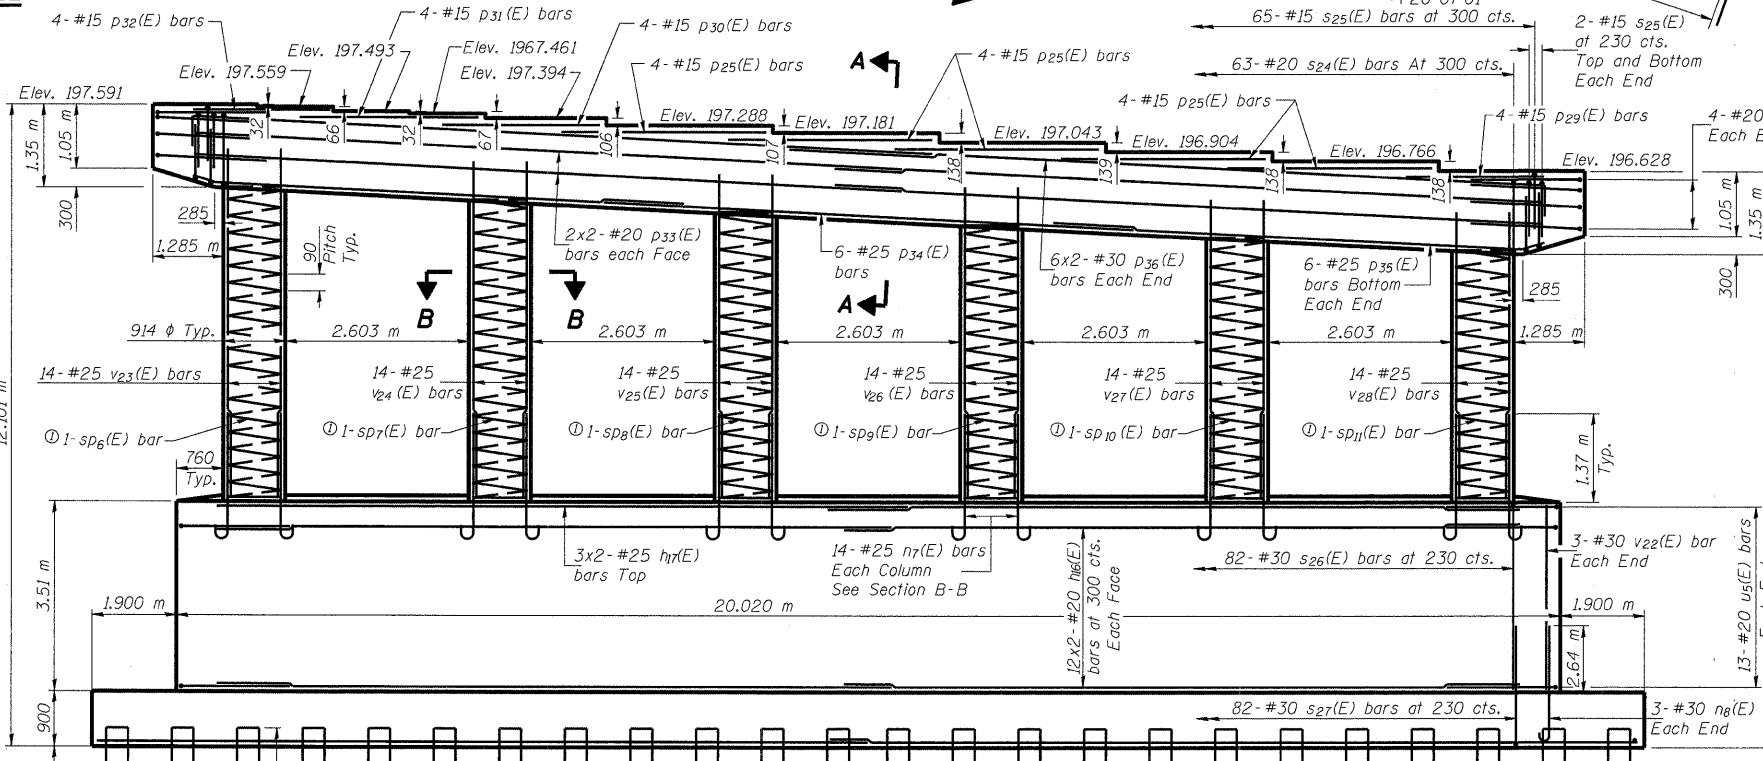 65-#15 s25(E) bars at 300 cts.
2-#15 s25(E)
at 230 cts.
Top and Bottom
Each End
63-#20 s24(E) bars At 300 cts.
4-#15 p32(E) bars
4-#15 p31(E) bars
4-#15 p30(E) bars
Elev. 197.493
Elev. 1967.461
Elev. 197.559
Elev. 197.394
4-#15 p25(E) bars
A
4-#15 p25(E) bars
4-#15 p25(E) bars
4-#15 p29(E) bars
4-#20
Each
Elev. 197.591
Elev. 197.288
Elev. 197.181
Elev. 197.043
Elev. 196.904
Elev. 196.766
Elev. 196.628
32
66
32
67
106
107
138
139
138
138
1.35 m
1.05 m
300
285
1.285 m
90
Pitch
Typ.
2x2-#20 p33(E)
bars each Face
6-#25 p34(E)
bars
6x2-#30 p36(E)
bars Each End
6-#25 p35(E)
bars Bottom
Each End
1.05 m
1.35 m
300
285
1.285 m
B
B
A
914 ϕ Typ.
2.603 m
2.603 m
2.603 m
2.603 m
2.603 m
14-#25 v23(E) bars
14-#25
v24(E) bars
14-#25
v25(E) bars
14-#25
v26(E) bars
14-#25
v27(E) bars
14-#25
v28(E) bars
① 1-sp6(E) bar
① 1-sp7(E) bar
① 1-sp8(E) bar
① 1-sp9(E) bar
① 1-sp10(E) bar
① 1-sp11(E) bar
12.101 m
760
Typ.
1.37 m
Typ.
3x2-#25 h17(E)
bars Top
14-#25 n7(E) bars
Each Column
See Section B-B
12x2-#20 h16(E)
bars at 300 cts.
Each Face
82-#30 s26(E) bars at 230 cts.
3-#30 v22(E) bar
Each End
13-#20 u5(E) bars
3.51 m
1.900 m
20.020 m
1.900 m
2.64 m
900
82-#30 s27(E) bars at 230 cts.
3-#30 n8(E)
Each End